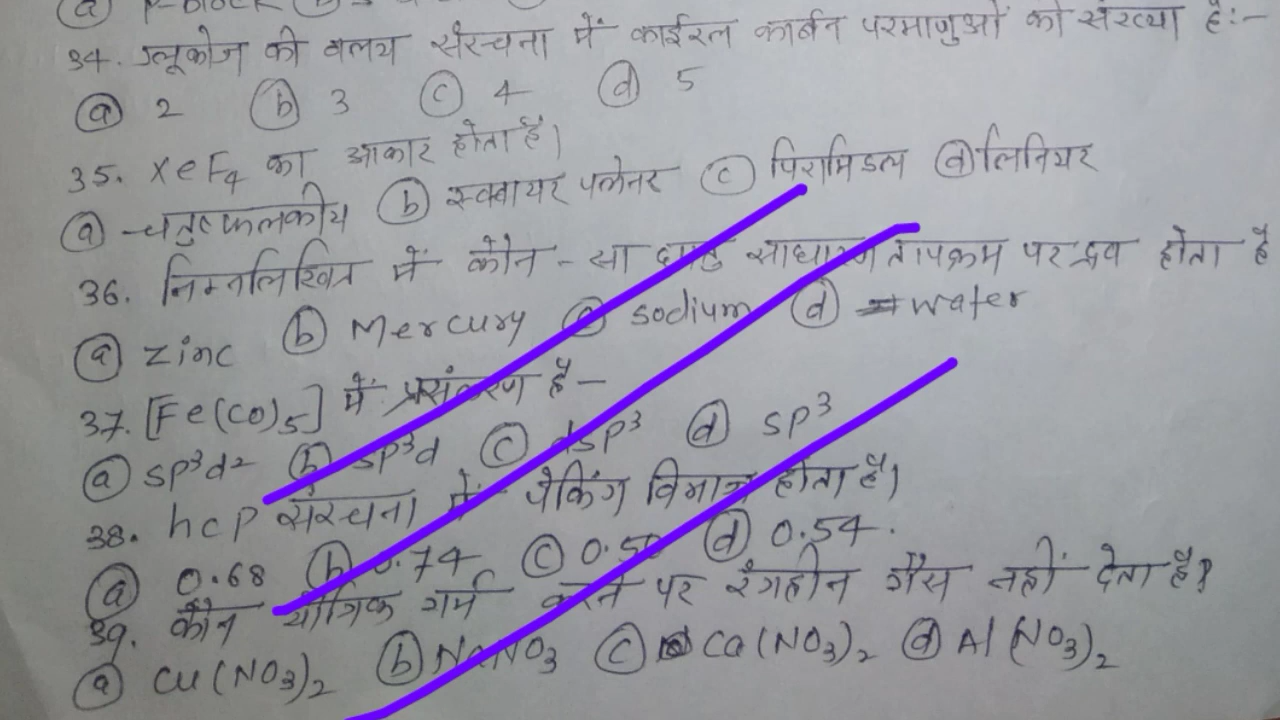 (a) P-Block (b)
34. ग्लूकोज की वलय संरचना में काईरल कार्बन परमाणुओं की संख्या है:-
(a) 2 (b) 3 (c) 4 (d) 5
35. XeF4 का आकार होता है।
(a) चतुष्फलकीय (b) स्क्वायर प्लेनर (c) पिरामिडल (d) लिनियर
36. निम्नलिखित में कौन-सा धातु साधारण तापक्रम पर द्रव होता है
(a) Zinc (b) Mercury (c) sodium (d) water
37. [Fe(CO)5] में प्रसंकरण है-
(a) sp³d² (b) sp³d (c) dsp³ (d) sp³
38. hcp संरचना में पैकिंग विभाज होता है।
(a) 0.68 (b) 0.74 (c) 0.50 (d) 0.54.
39. कौन यौगिक गर्म करने पर रंगहीन गैस नहीं देता है?
(a) Cu(NO3)2 (b) NaNO3 (c) Ca(NO3)2 (d) Al(NO3)2